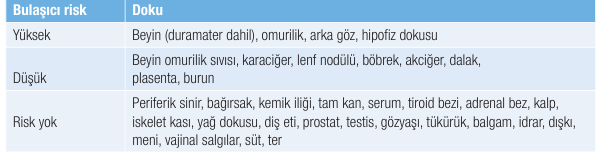 Bulaşıcı risk Doku
Yüksek Beyin (duramater dahil), omurilik, arka göz, hipofiz dokusu
Beyin omurilik sıvısı, karaciğer, lenf nodülü, böbrek, akciğer, dalak,
Düşük plasenta, burun
Periferik sinir, bağırsak, kemik iliği, tam kan, serum, tiroid bezi, adrenal bez, kalp,
Risk yok iskelet kası, yağ dokusu, diş eti, prostat, testis, gözyaşı, tükürük, balgam, idrar, dışkı,
meni, vajinal salgılar, süt, ter